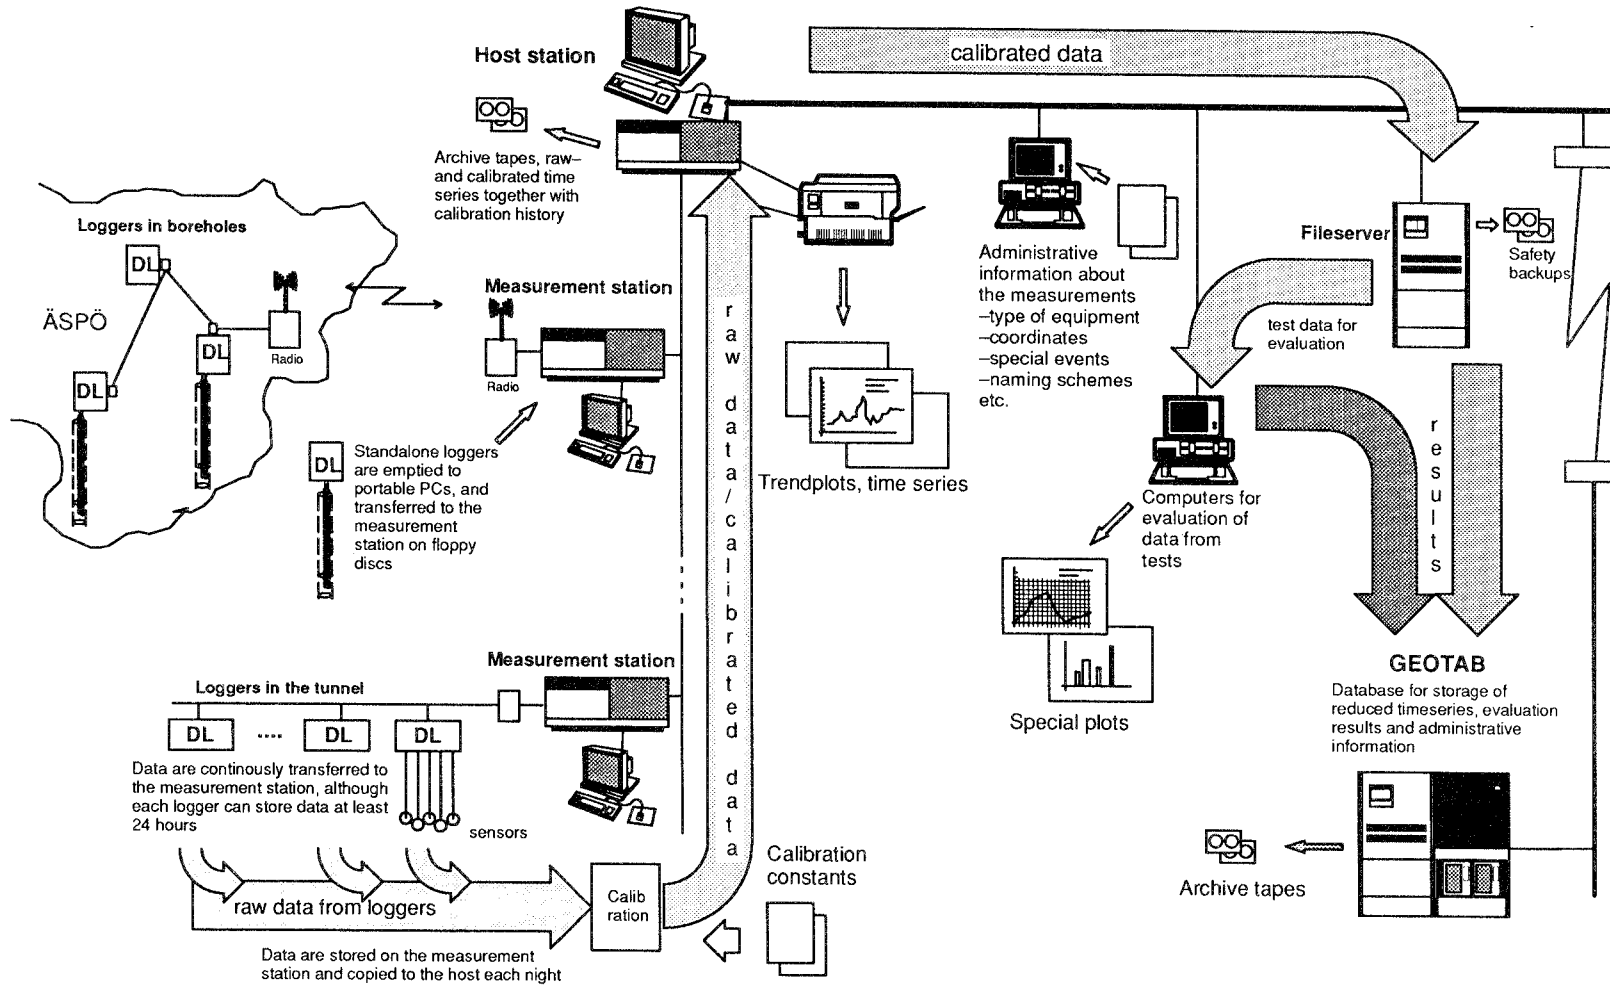 Host station
calibrated data
Archive tapes, raw–
and calibrated time
series together with
calibration history
Loggers in boreholes
DL
ÄSPÖ
DL
DL
Radio
Measurement station
Radio
DL
Standalone loggers
are emptied to
portable PCs, and
transferred to the
measurement
station on floppy
discs
Trendplots, time series
Administrative
information about
the measurements
–type of equipment
–coordinates
–special events
–naming schemes
etc.
Fileserver
Safety
backups
test data for
evaluation
Computers for
evaluation of
data from
tests
Special plots
results
GEOTAB
Database for storage of
reduced timeseries, evaluation
results and administrative
information
Archive tapes
raw data/calibrated data
Measurement station
Loggers in the tunnel
DL .... DL DL
Data are continously transferred to
the measurement station, although
each logger can store data at least
24 hours
sensors
raw data from loggers
Calib
ration
Calibration
constants
Data are stored on the measurement
station and copied to the host each night